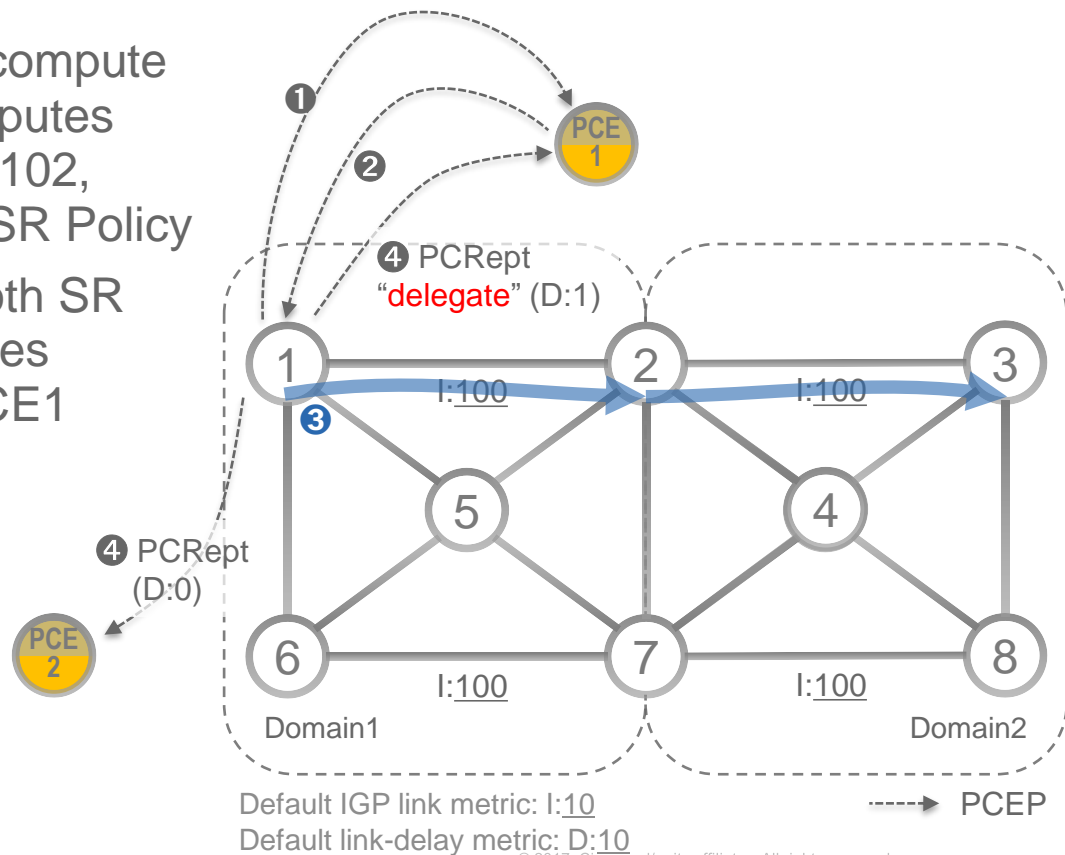 compute
putes
102,
SR Policy
oth SR
es
CE1
❶
❷
PCE
1
❹ PCRept
“delegate” (D:1)
1
2
3
I:100
I:100
❸
5
4
❹ PCRept
(D:0)
PCE
2
6
7
8
I:100
I:100
Domain1
Domain2
Default IGP link metric: I:10
Default link-delay metric: D:10
PCEP